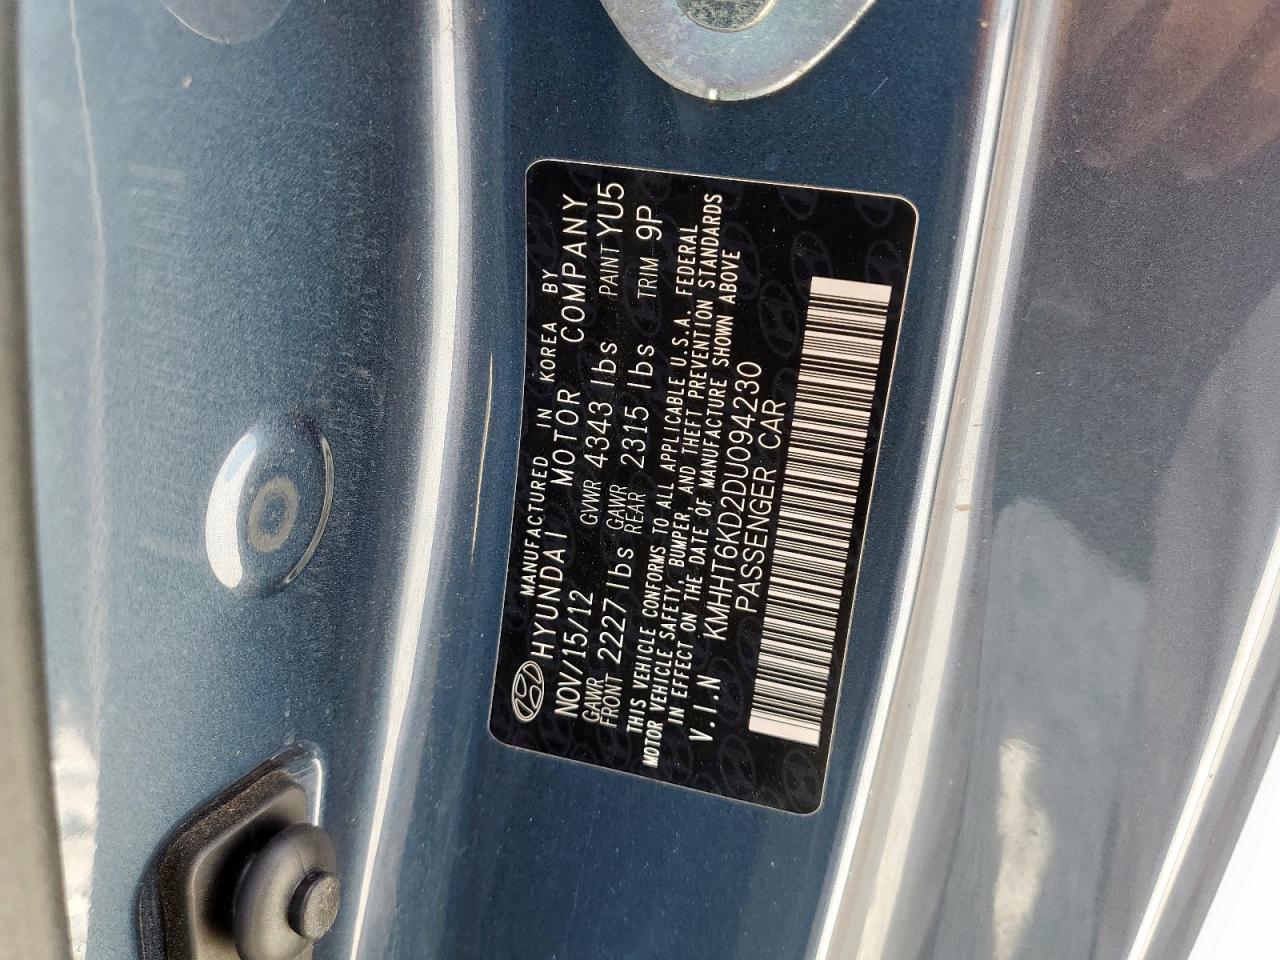 MANUFACTURED IN KOREA BY
HYUNDAI MOTOR COMPANY
NOV/15/12 GVWR 4343 lbs PAINT YU5
GAWR FRONT 2227 lbs GAWR REAR 2315 lbs TRIM 9P
THIS VEHICLE CONFORMS TO ALL APPLICABLE U.S.A. FEDERAL
MOTOR VEHICLE SAFETY, BUMPER, AND THEFT PREVENTION STANDARDS
IN EFFECT ON THE DATE OF MANUFACTURE SHOWN ABOVE
V.I.N KMHHT6KD2DU094230
PASSENGER CAR